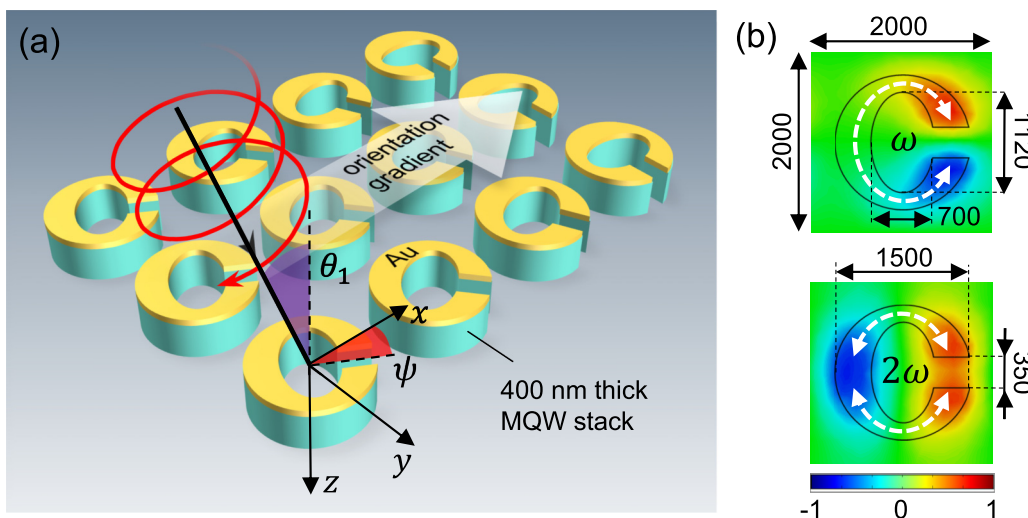 (a)
orientation
gradient
θ₁
Au
x
ψ
400 nm thick
MQW stack
y
z
(b)
2000
2000
ω
1120
700
1500
2ω
350
-1 0 1